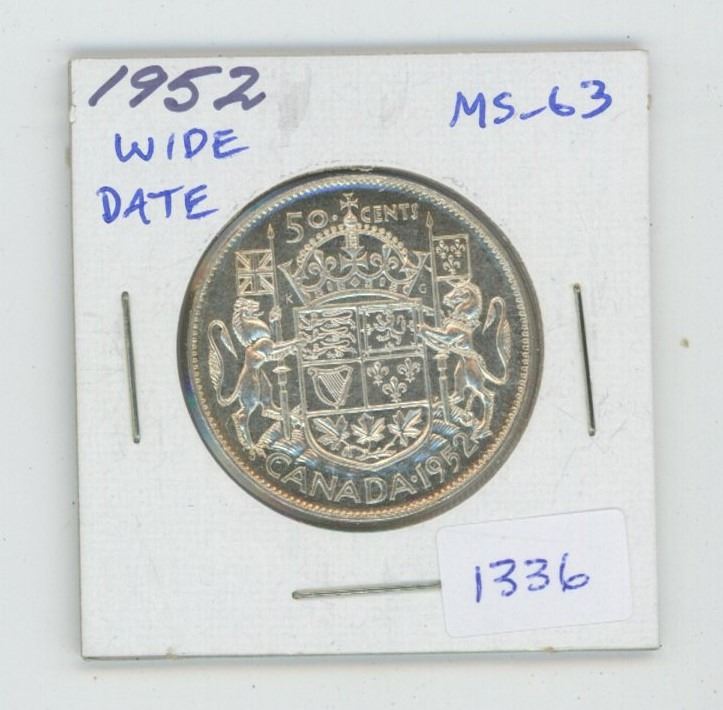 1952
WIDE
DATE
MS-63
50 CENTS
K G
CANADA·1952
1336